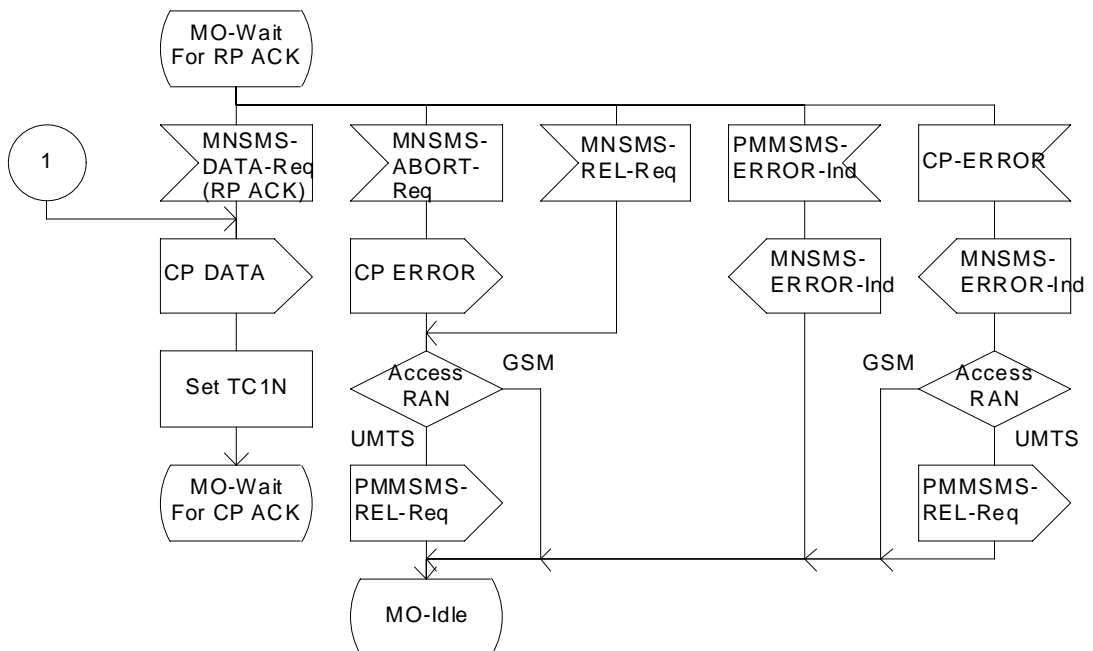 MO-Wait
For RP ACK
1
MNSMS-
DATA-Req
(RP ACK)
MNSMS-
ABORT-
Req
MNSMS-
REL-Req
PMMSMS-
ERROR-Ind
CP-ERROR
CP DATA
CP ERROR
MNSMS-
ERROR-Ind
MNSMS-
ERROR-Ind
Set TC1N
Access
RAN
GSM
UMTS
GSM
Access
RAN
UMTS
MO-Wait
For CP ACK
PMMSMS-
REL-Req
PMMSMS-
REL-Req
MO-Idle